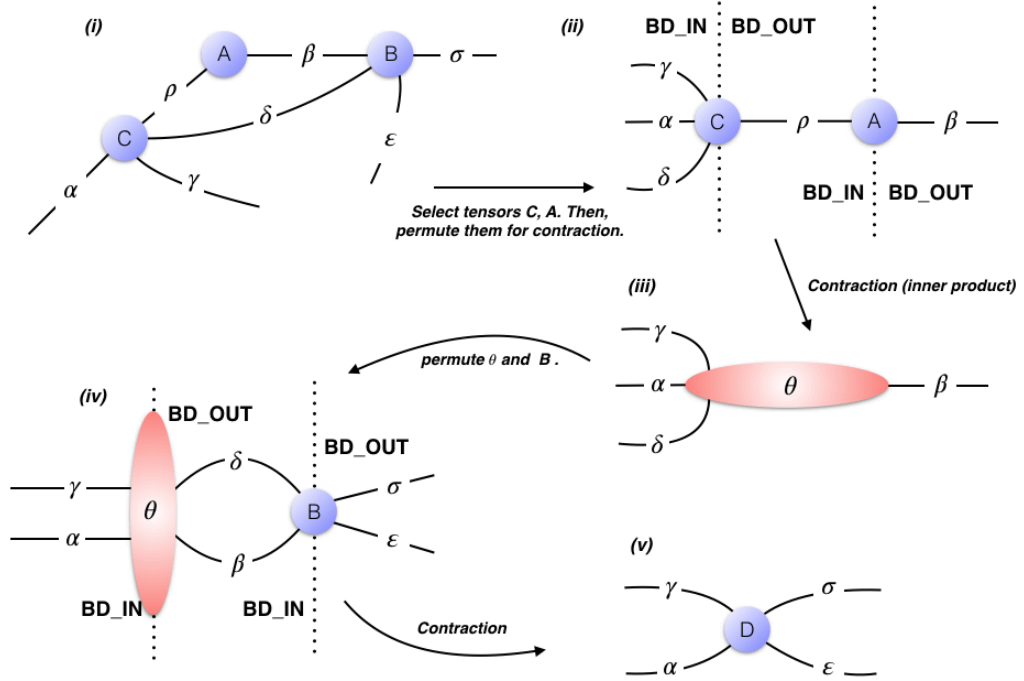 (i)
A
β
B
σ
ρ
δ
C
ε
α
γ
Select tensors C, A. Then,
permute them for contraction.
(ii)
BD_IN
BD_OUT
γ
α
C
ρ
A
β
δ
BD_IN
BD_OUT
Contraction (inner product)
(iii)
γ
α
θ
β
δ
permute θ and B .
(iv)
BD_OUT
BD_OUT
δ
σ
γ
θ
B
α
ε
β
BD_IN
BD_IN
Contraction
(v)
γ
σ
D
α
ε